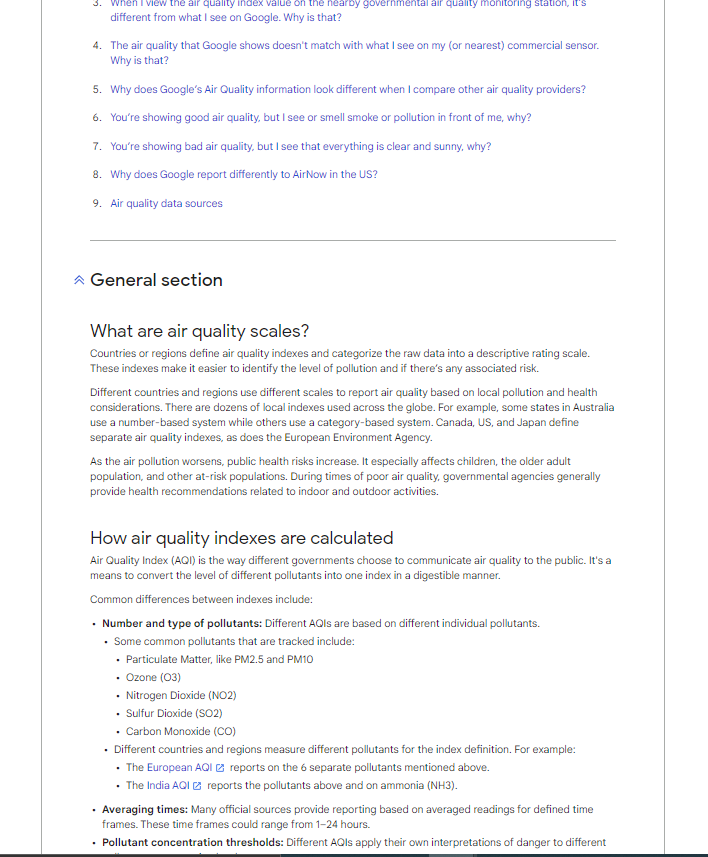 3. When I view the air quality index value on the nearby governmental air quality monitoring station, it's
different from what I see on Google. Why is that?
4. The air quality that Google shows doesn't match with what I see on my (or nearest) commercial sensor.
Why is that?
5. Why does Google's Air Quality information look different when I compare other air quality providers?
6. You're showing good air quality, but I see or smell smoke or pollution in front of me, why?
7. You're showing bad air quality, but I see that everything is clear and sunny, why?
8. Why does Google report differently to AirNow in the US?
9. Air quality data sources
General section
What are air quality scales?
Countries or regions define air quality indexes and categorize the raw data into a descriptive rating scale.
These indexes make it easier to identify the level of pollution and if there's any associated risk.
Different countries and regions use different scales to report air quality based on local pollution and health
considerations. There are dozens of local indexes used across the globe. For example, some states in Australia
use a number-based system while others use a category-based system. Canada, US, and Japan define
separate air quality indexes, as does the European Environment Agency.
As the air pollution worsens, public health risks increase. It especially affects children, the older adult
population, and other at-risk populations. During times of poor air quality, governmental agencies generally
provide health recommendations related to indoor and outdoor activities.
How air quality indexes are calculated
Air Quality Index (AQI) is the way different governments choose to communicate air quality to the public. It's a
means to convert the level of different pollutants into one index in a digestible manner.
Common differences between indexes include:
• Number and type of pollutants: Different AQIs are based on different individual pollutants.
• Some common pollutants that are tracked include:
• Particulate Matter, like PM2.5 and PM10
• Ozone (O3)
• Nitrogen Dioxide (NO2)
• Sulfur Dioxide (SO2)
• Carbon Monoxide (CO)
• Different countries and regions measure different pollutants for the index definition. For example:
• The European AQI reports on the 6 separate pollutants mentioned above.
• The India AQI reports the pollutants above and on ammonia (NH3).
• Averaging times: Many official sources provide reporting based on averaged readings for defined time
frames. These time frames could range from 1–24 hours.
• Pollutant concentration thresholds: Different AQIs apply their own interpretations of danger to different